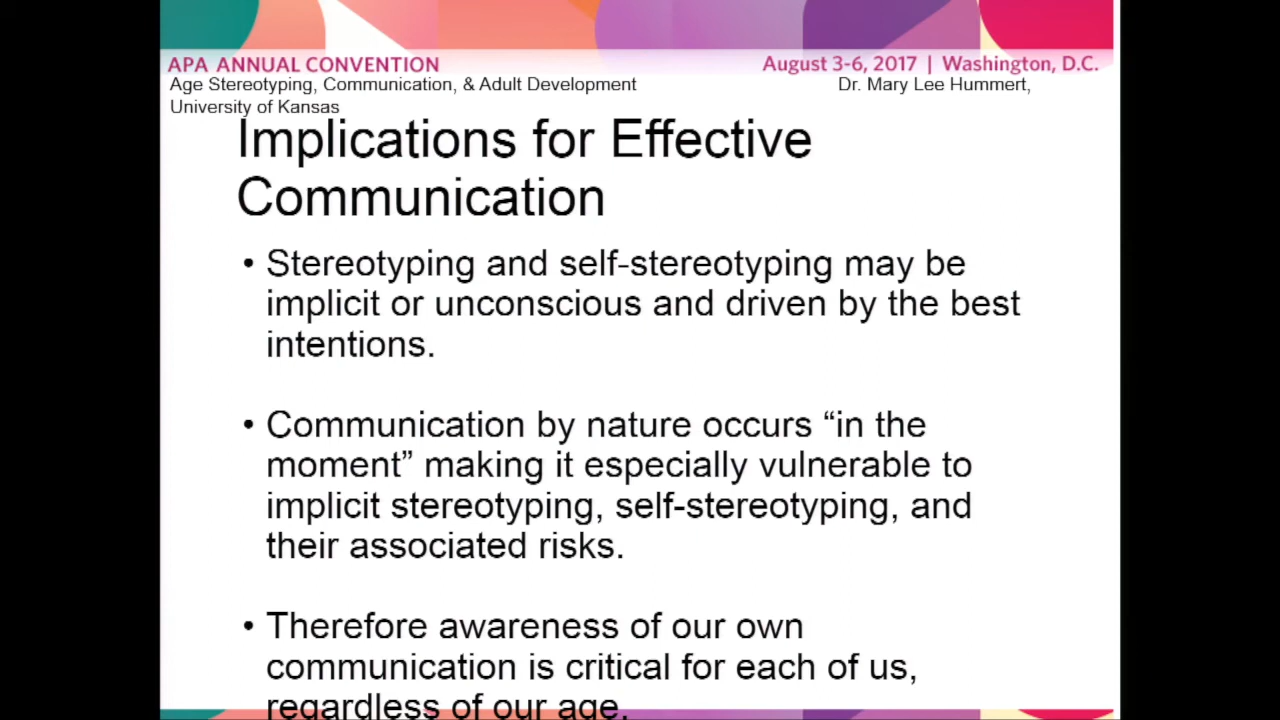 APA ANNUAL CONVENTION August 3-6, 2017 | Washington, D.C.
Age Stereotyping, Communication, & Adult Development Dr. Mary Lee Hummert,
University of Kansas
Implications for Effective
Communication
• Stereotyping and self-stereotyping may be
implicit or unconscious and driven by the best
intentions.
• Communication by nature occurs “in the
moment” making it especially vulnerable to
implicit stereotyping, self-stereotyping, and
their associated risks.
• Therefore awareness of our own
communication is critical for each of us,
regardless of our age.